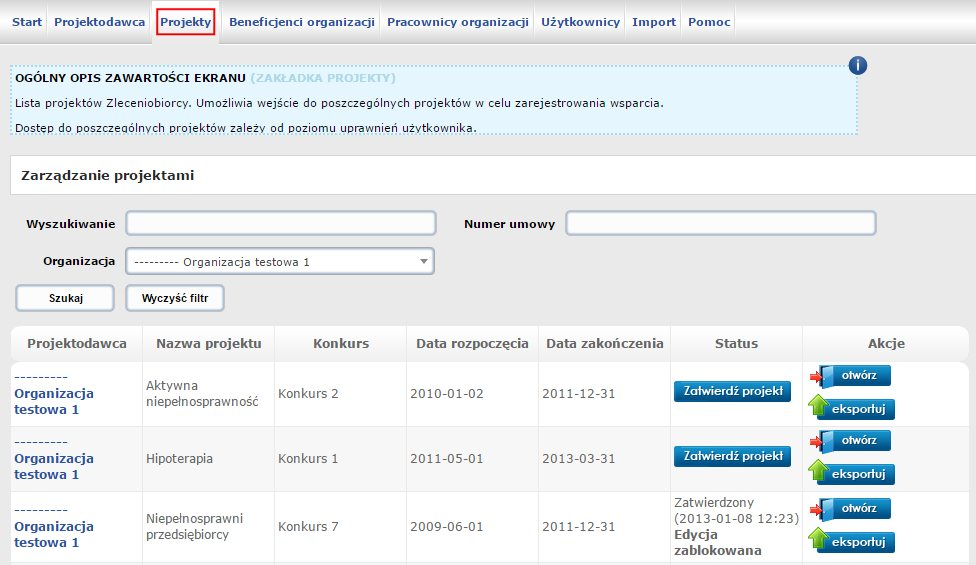 Start Projektodawca Projekty Beneficjenci organizacji Pracownicy organizacji Użytkownicy Import Pomoc
i
OGÓLNY OPIS ZAWARTOŚCI EKRANU (ZAKŁADKA PROJEKTY)
Lista projektów Zleceniobiorcy. Umożliwia wejście do poszczególnych projektów w celu zarejestrowania wsparcia.
Dostęp do poszczególnych projektów zależy od poziomu uprawnień użytkownika.
Zarządzanie projektami
Wyszukiwanie Numer umowy
Organizacja --------- Organizacja testowa 1
Szukaj Wyczyść filtr
Projektodawca Nazwa projektu Konkurs Data rozpoczęcia Data zakończenia Status Akcje
--------- Organizacja testowa 1 Aktywna niepełnosprawność Konkurs 2 2010-01-02 2011-12-31 Zatwierdź projekt otwórz eksportuj
--------- Organizacja testowa 1 Hipoterapia Konkurs 1 2011-05-01 2013-03-31 Zatwierdź projekt otwórz eksportuj
--------- Organizacja testowa 1 Niepełnosprawni przedsiębiorcy Konkurs 7 2009-06-01 2011-12-31 Zatwierdzony (2013-01-08 12:23) Edycja zablokowana otwórz eksportuj